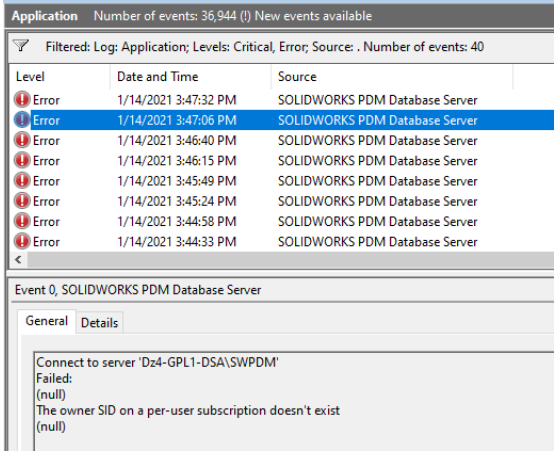 Application Number of events: 36,944 (!) New events available
Filtered: Log: Application; Levels: Critical, Error; Source: . Number of events: 40
Level Date and Time Source
Error 1/14/2021 3:47:32 PM SOLIDWORKS PDM Database Server
Error 1/14/2021 3:47:06 PM SOLIDWORKS PDM Database Server
Error 1/14/2021 3:46:40 PM SOLIDWORKS PDM Database Server
Error 1/14/2021 3:46:15 PM SOLIDWORKS PDM Database Server
Error 1/14/2021 3:45:49 PM SOLIDWORKS PDM Database Server
Error 1/14/2021 3:45:24 PM SOLIDWORKS PDM Database Server
Error 1/14/2021 3:44:58 PM SOLIDWORKS PDM Database Server
Error 1/14/2021 3:44:33 PM SOLIDWORKS PDM Database Server
Event 0, SOLIDWORKS PDM Database Server
General Details
Connect to server 'Dz4-GPL1-DSA\SWPDM'
Failed:
(null)
The owner SID on a per-user subscription doesn't exist
(null)